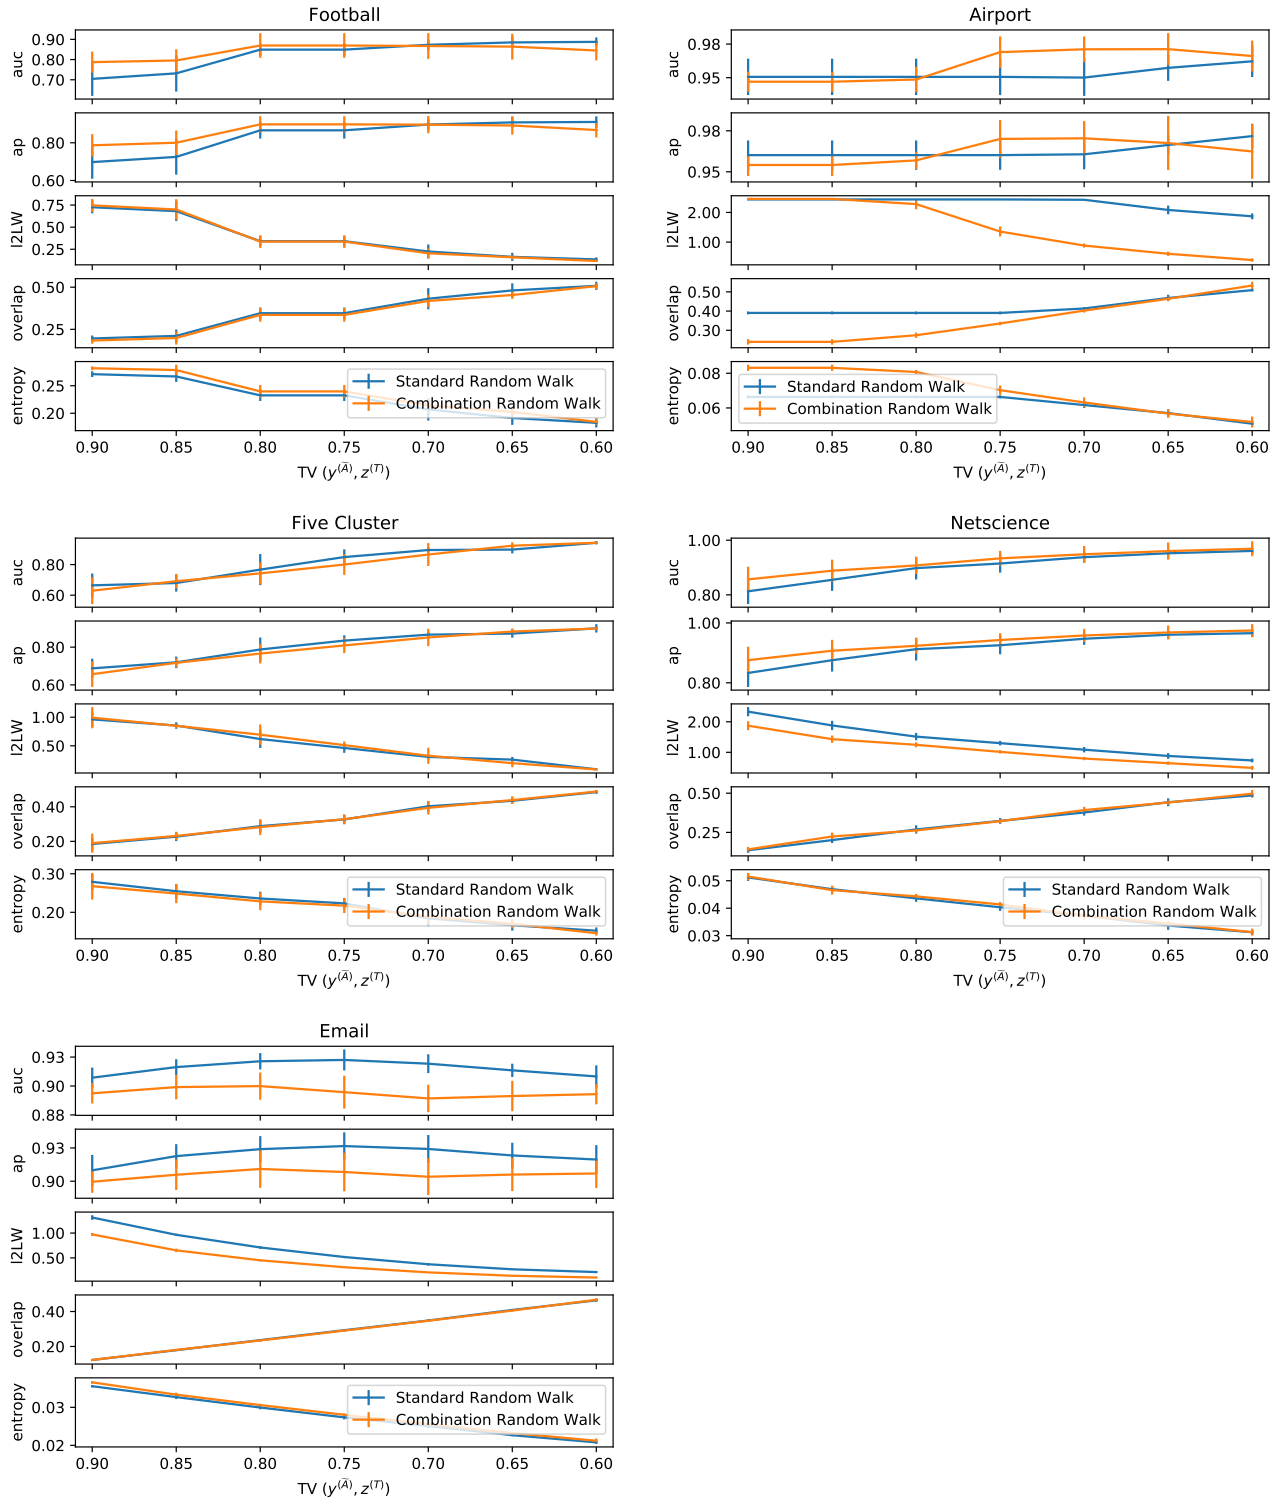 Football
auc
0.90
0.80
0.70
ap
0.80
0.60
l2LW
0.75
0.50
0.25
overlap
0.50
0.25
entropy
0.25
0.20
Standard Random Walk
Combination Random Walk
0.90 0.85 0.80 0.75 0.70 0.65 0.60
TV (y^(Ã), z^(T))
Airport
auc
0.98
0.95
ap
0.98
0.95
l2LW
2.00
1.00
overlap
0.50
0.30
entropy
0.08
0.06
Standard Random Walk
Combination Random Walk
0.90 0.85 0.80 0.75 0.70 0.65 0.60
TV (y^(Ã), z^(T))
Five Cluster
auc
0.80
0.60
ap
0.80
0.60
l2LW
1.00
0.50
overlap
0.40
0.20
entropy
0.30
0.20
Standard Random Walk
Combination Random Walk
0.90 0.85 0.80 0.75 0.70 0.65 0.60
TV (y^(Ã), z^(T))
Netscience
auc
1.00
0.80
ap
1.00
0.80
l2LW
2.00
1.00
overlap
0.50
0.25
entropy
0.05
0.04
0.03
Standard Random Walk
Combination Random Walk
0.90 0.85 0.80 0.75 0.70 0.65 0.60
TV (y^(Ã), z^(T))
Email
auc
0.93
0.90
0.88
ap
0.93
0.90
l2LW
1.00
0.50
overlap
0.40
0.20
entropy
0.03
0.02
Standard Random Walk
Combination Random Walk
0.90 0.85 0.80 0.75 0.70 0.65 0.60
TV (y^(Ã), z^(T))